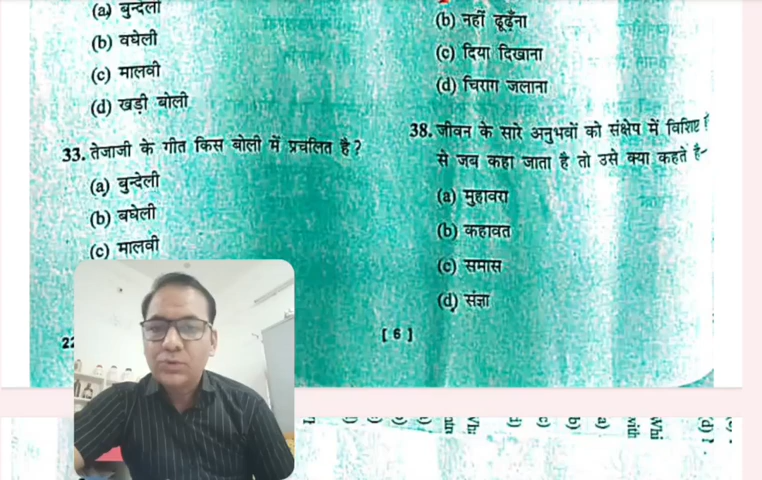 (a) बुन्देली
(b) वघेली
(c) मालवी
(d) खड़ी बोली
33. तेजाजी के गीत किस बोली में प्रचलित है?
(a) बुन्देली
(b) बघेली
(c) मालवी
22
(b) नहीं ढूढ़ँना
(c) दिया दिखाना
(d) चिराग जलाना
38. जीवन के सारे अनुभवों को संक्षेप में विशिष्ट
से जब कहा जाता है तो उसे क्या कहते है-
(a) मुहावरा
(b) कहावत
(c) समास
(d) संज्ञा
[ 6 ]